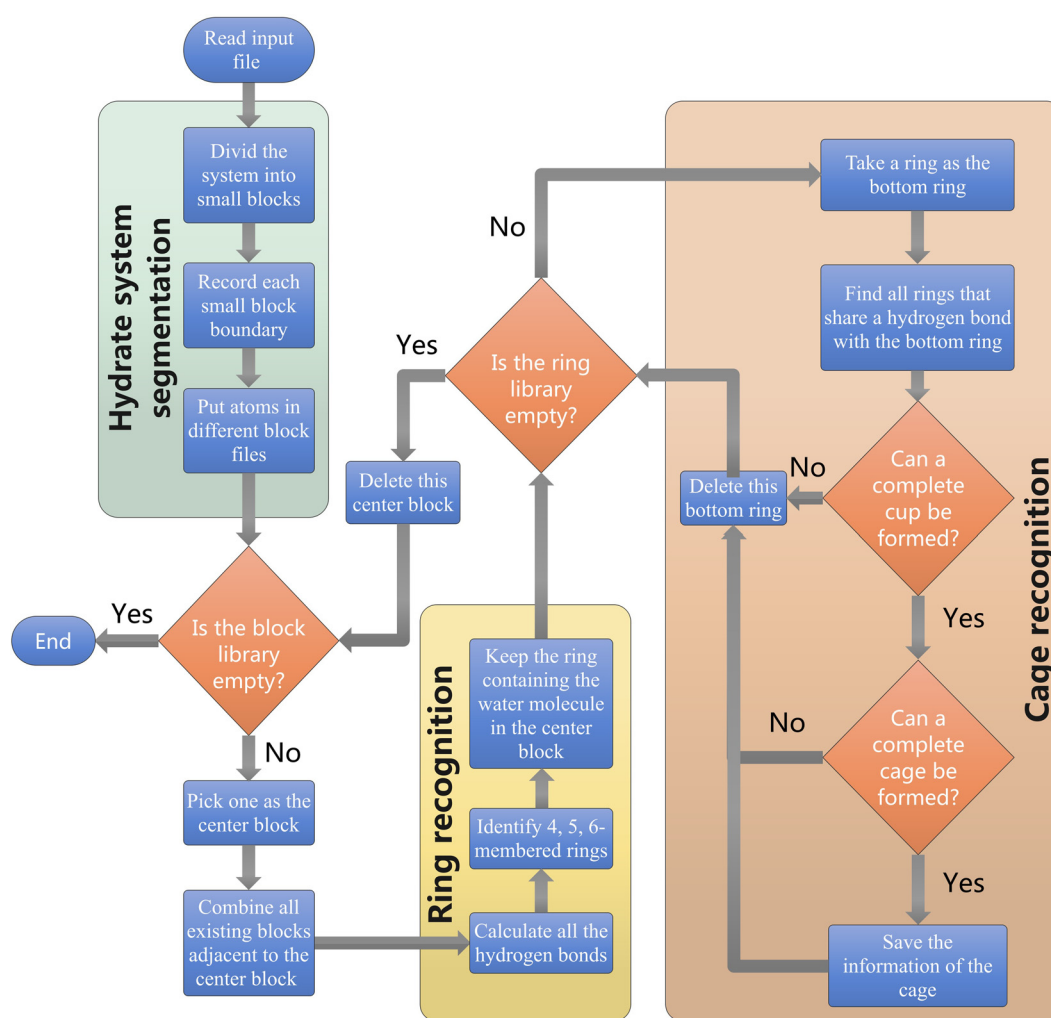 Read input
file
Hydrate system
segmentation
Divid the
system into
small blocks
Record each
small block
boundary
Put atoms in
different block
files
Is the block
library
empty?
Yes
End
No
Pick one as the
center block
Combine all
existing blocks
adjacent to the
center block
Ring recognition
Calculate all the
hydrogen bonds
Identify 4, 5, 6-
membered rings
Keep the ring
containing the
water molecule
in the center
block
Is the ring
library
empty?
Yes
Delete this
center block
No
Cage recognition
Take a ring as the
bottom ring
Find all rings that
share a hydrogen bond
with the bottom ring
Can a
complete
cup be
formed?
No
Delete this
bottom ring
Yes
Can a
complete
cage be
formed?
No
Yes
Save the
information of the
cage